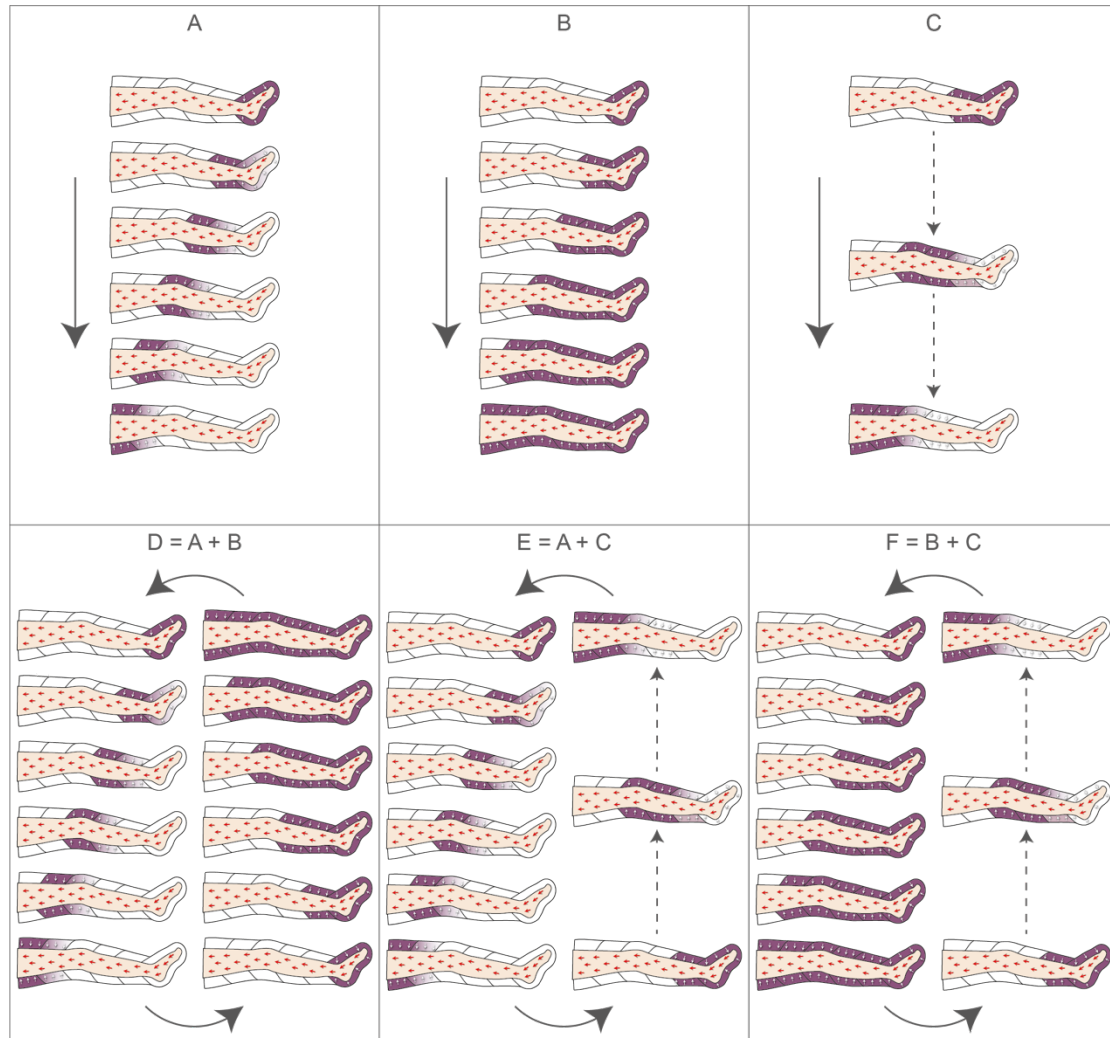 A
B
C
D = A + B
E = A + C
F = B + C